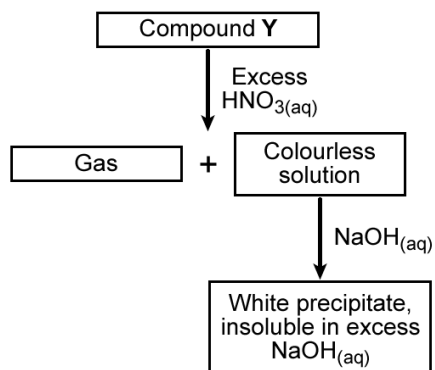 Compound Y
Excess
HNO3(aq)
Gas
+
Colourless
solution
NaOH(aq)
White precipitate,
insoluble in excess
NaOH(aq)